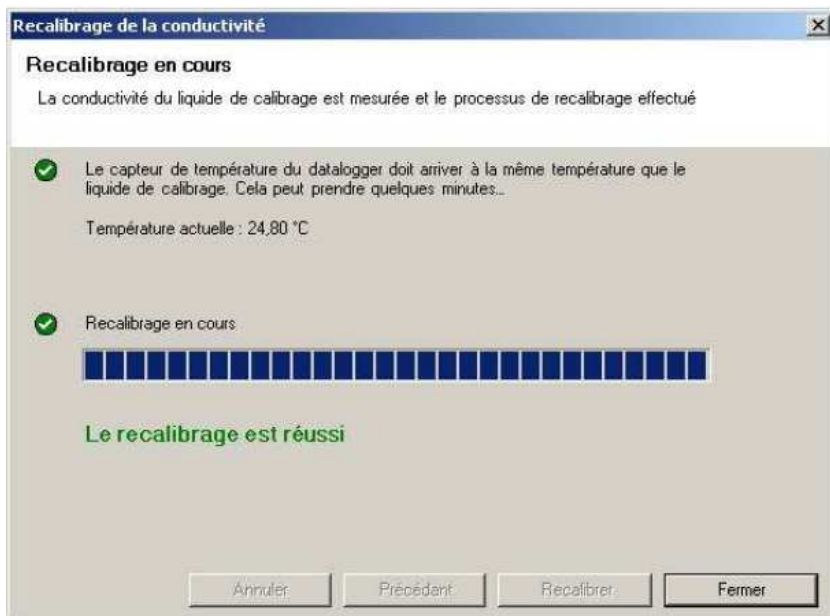 Recalibrage de la conductivité
Recalibrage en cours
La conductivité du liquide de calibrage est mesurée et le processus de recalibrage effectué
Le capteur de température du datalogger doit arriver à la même température que le
liquide de calibrage. Cela peut prendre quelques minutes...
Température actuelle : 24,80 °C
Recalibrage en cours
Le recalibrage est réussi
Annuler
Précédant
Recalibrer
Fermer